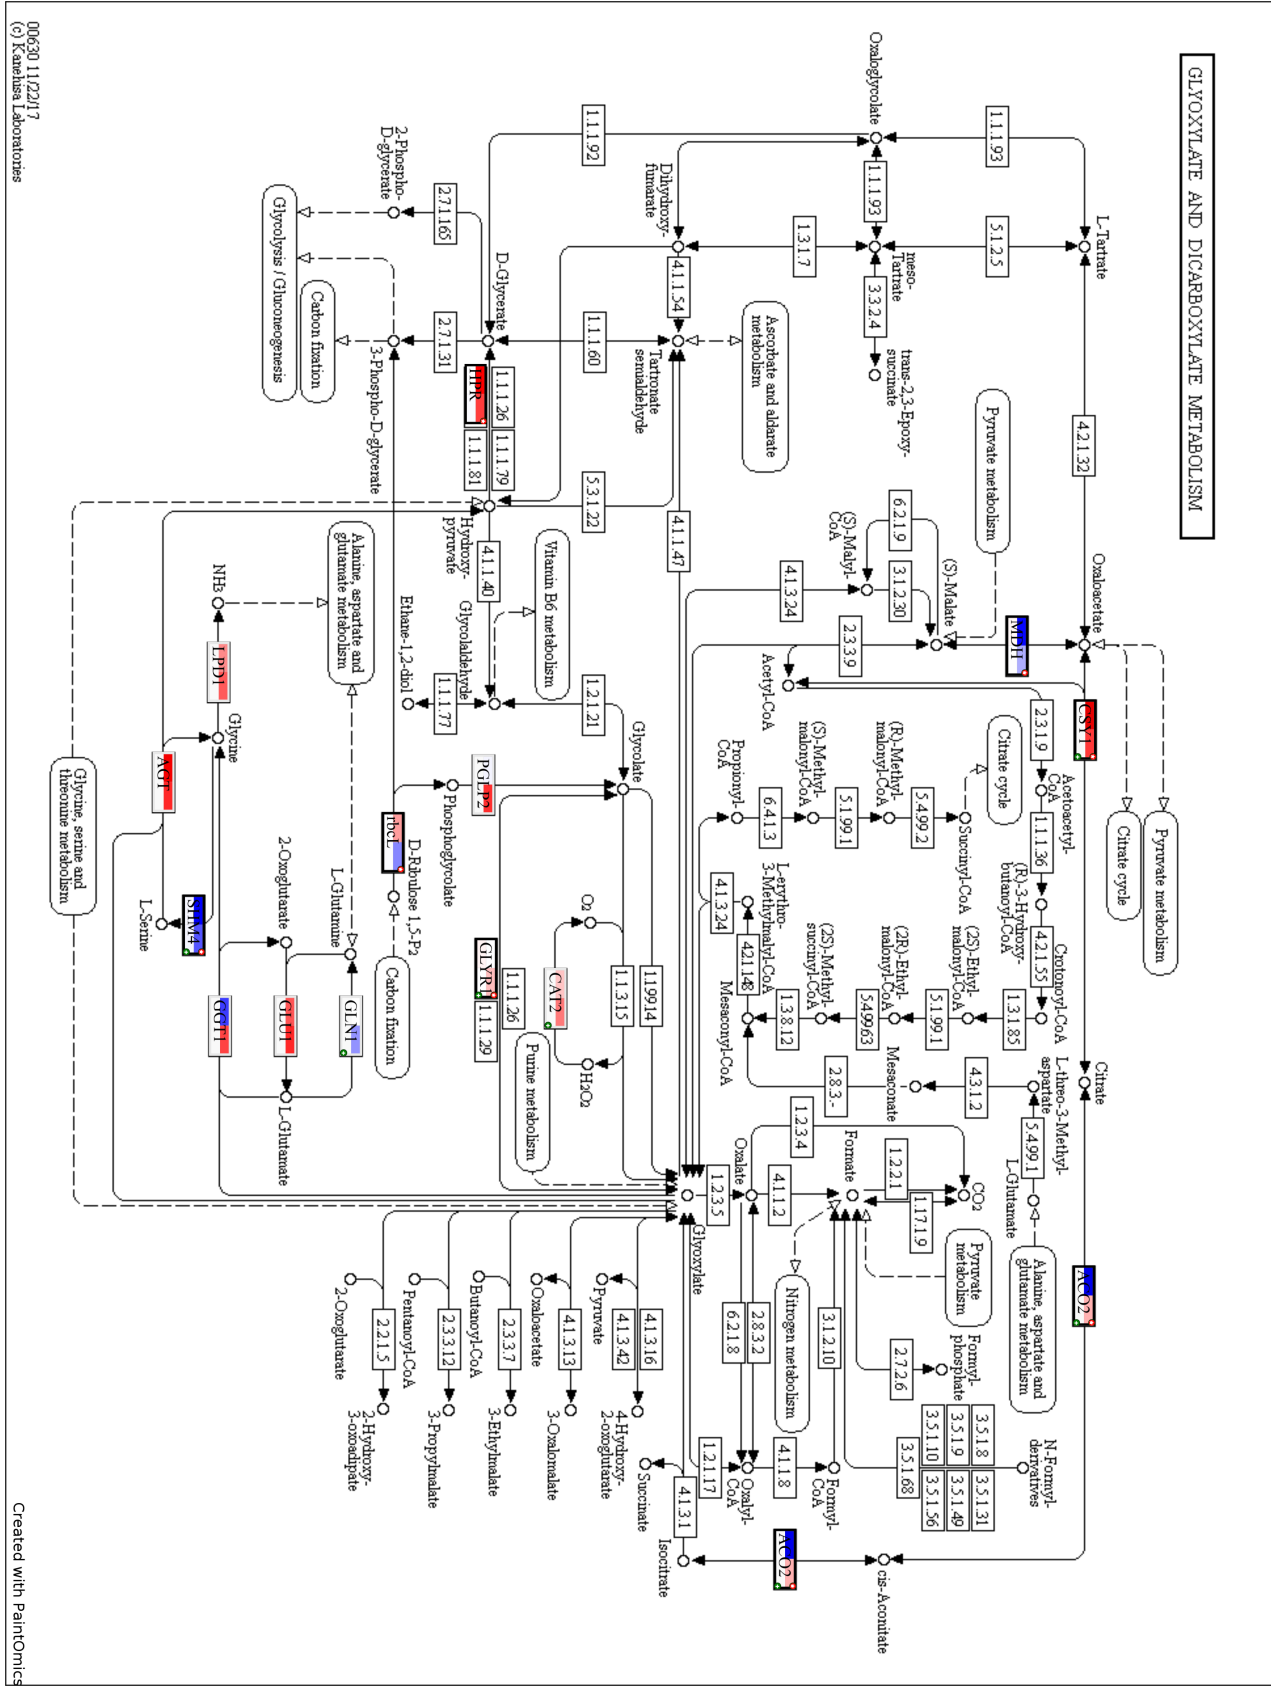 GLYOXYLATE AND DICARBOXYLATE METABOLISM
Oxaloglycolate
1.1.1.93
L-Tartrate
4.2.1.32
Oxaloacetate
Pyruvate metabolism
Citrate cycle
CSY1
Citrate
ACO2
1.1.1.92
1.1.1.93
5.1.2.5
meso-
Tartrate
3.3.2.4
trans-2,3-Epoxy-
succinate
Pyruvate metabolism
MDH
(S)-Malate
6.2.1.9
3.1.2.30
(S)-Malyl-
CoA
4.1.3.24
2.3.3.9
Acetyl-CoA
2.3.1.9
Acetoacetyl-
CoA
1.1.1.36
(R)-3-Hydroxy-
butanoyl-CoA
4.2.1.55
Crotonoyl-CoA
1.3.1.85
(2S)-Ethyl-
malonyl-CoA
5.1.99.1
(2R)-Ethyl-
malonyl-CoA
5.4.99.63
(2S)-Methyl-
succinyl-CoA
1.3.8.12
Mesaconyl-CoA
4.2.1.148
L-erythro-
3-Methylmalyl-CoA
4.1.3.24
Citrate cycle
Succinyl-CoA
5.4.99.2
(R)-Methyl-
malonyl-CoA
5.1.99.1
(S)-Methyl-
malonyl-CoA
6.4.1.3
Propionyl-
CoA
L-threo-3-Methyl-
aspartate
5.4.99.1
L-Glutamate
Alanine, aspartate and
glutamate metabolism
4.3.1.2
Mesaconate
2.8.3.-
1.2.3.4
Formate
1.2.2.1
CO2
1.17.1.9
Pyruvate
metabolism
Oxalate
4.1.1.2
1.2.3.5
Glyoxylate
Nitrogen metabolism
3.1.2.10
2.7.2.6
Formyl-
phosphate
N-Formyl-
derivatives
3.5.1.8
3.5.1.31
3.5.1.9
3.5.1.49
3.5.1.10
3.5.1.56
3.5.1.68
2.8.3.2
6.2.1.8
Oxalyl-
CoA
4.1.1.8
Formyl-
CoA
1.2.1.17
4.1.3.1
Succinate
Isocitrate
ACO2
cis-Aconitate
Dihydroxy-
fumarate
1.3.1.7
4.1.1.54
Tartronate
semialdehyde
Ascorbate and aldarate
metabolism
4.1.1.47
1.1.1.60
5.3.1.22
D-Glycerate
2.7.1.165
2-Phospho-
D-glycerate
2.7.1.31
3-Phospho-D-glycerate
Carbon fixation
Glycolysis / Gluconeogenesis
HPR
1.1.1.26
1.1.1.79
1.1.1.81
Hydroxy-
pyruvate
4.1.1.40
Vitamin B6 metabolism
Glycolaldehyde
1.2.1.21
Glycolate
1.1.1.77
Ethane-1,2-diol
PGLP2
Phosphoglycolate
rbcL
D-Ribulose 1,5-P2
Carbon fixation
O2
1.1.99.14
1.1.3.15
CAT2
H2O2
GLYR1
1.1.1.26
1.1.1.29
Purine metabolism
Alanine, aspartate and
glutamate metabolism
NH3
LPD1
Glycine
AGT
L-Serine
SHM4
Glycine, serine and
threonine metabolism
2-Oxoglutarate
L-Glutamine
GLN1
GLU1
GGT1
L-Glutamate
4.1.3.16
4.1.3.42
Pyruvate
4-Hydroxy-
2-oxoglutarate
4.1.3.13
Oxaloacetate
3-Oxalomalate
2.3.3.7
Butanoyl-CoA
3-Ethylmalate
2.3.3.12
Pentanoyl-CoA
3-Propylmalate
2.2.1.5
2-Oxoglutarate
2-Hydroxy-
3-oxoadipate
00630 11/22/17
(c) Kanehisa Laboratories
Created with PaintOmics